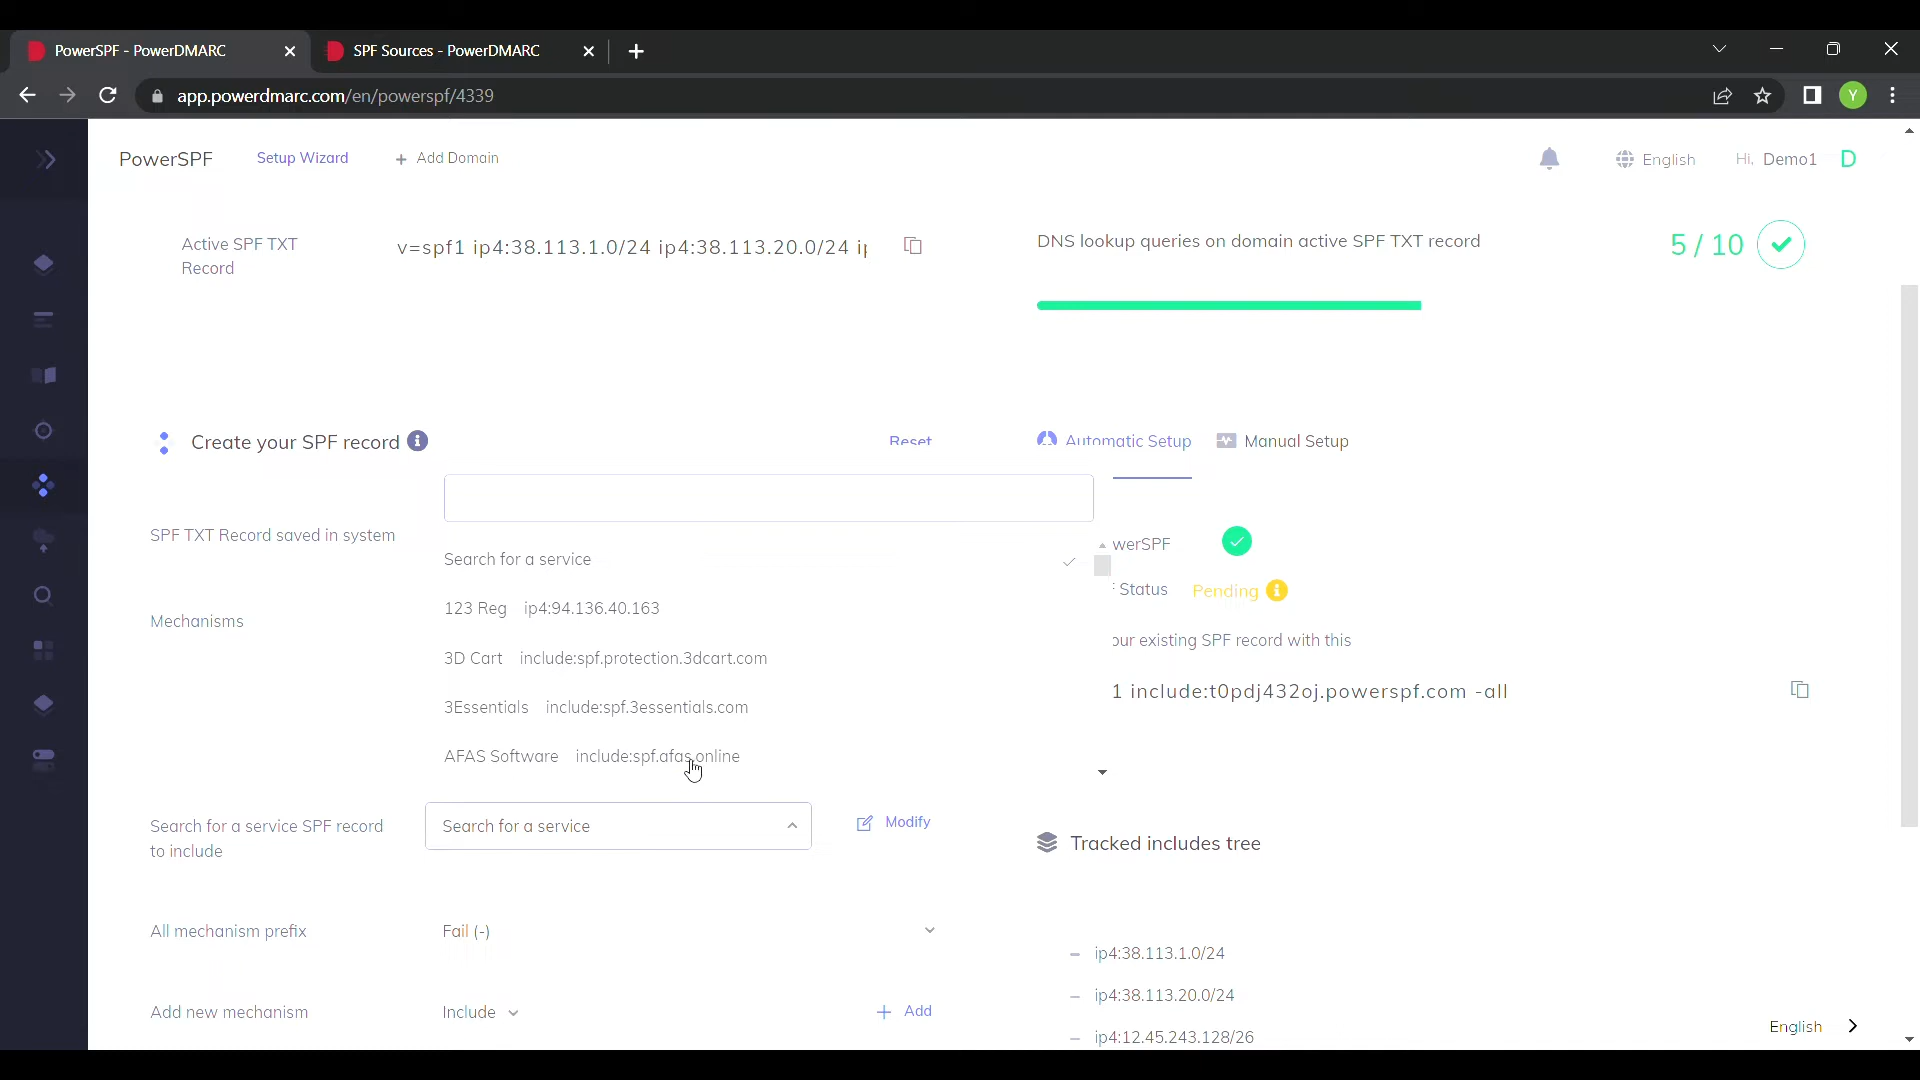 PowerSPF - PowerDMARC
SPF Sources - PowerDMARC
app.powerdmarc.com/en/powerspf/4339
PowerSPF
Setup Wizard
+ Add Domain
English
Hi, Demo1
D
Active SPF TXT
Record
v=spf1 ip4:38.113.1.0/24 ip4:38.113.20.0/24
DNS lookup queries on domain active SPF TXT record
5 / 10
Create your SPF record
Reset
Automatic Setup
Manual Setup
SPF TXT Record saved in system
Search for a service
123 Reg ip4:94.136.40.163
3D Cart include:spf.protection.3dcart.com
3Essentials include:spf.3essentials.com
AFAS Software include:spf.afas.online
Mechanisms
werSPF
Status
Pending
our existing SPF record with this
1 include:t0pdj432oj.powerspf.com -all
Search for a service SPF record
to include
Search for a service
Modify
Tracked includes tree
All mechanism prefix
Fail (-)
Add new mechanism
Include
+ Add
– ip4:38.113.1.0/24
– ip4:38.113.20.0/24
– ip4:12.45.243.128/26
English
Y